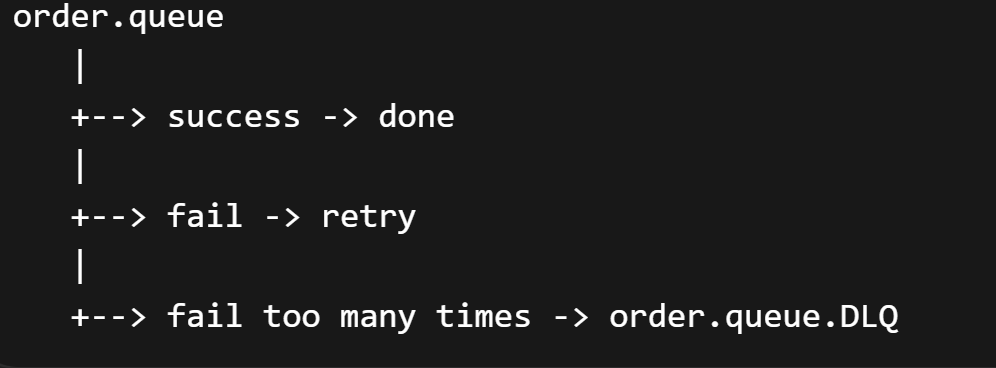 order.queue
   |
   +--> success -> done
   |
   +--> fail -> retry
   |
   +--> fail too many times -> order.queue.DLQ